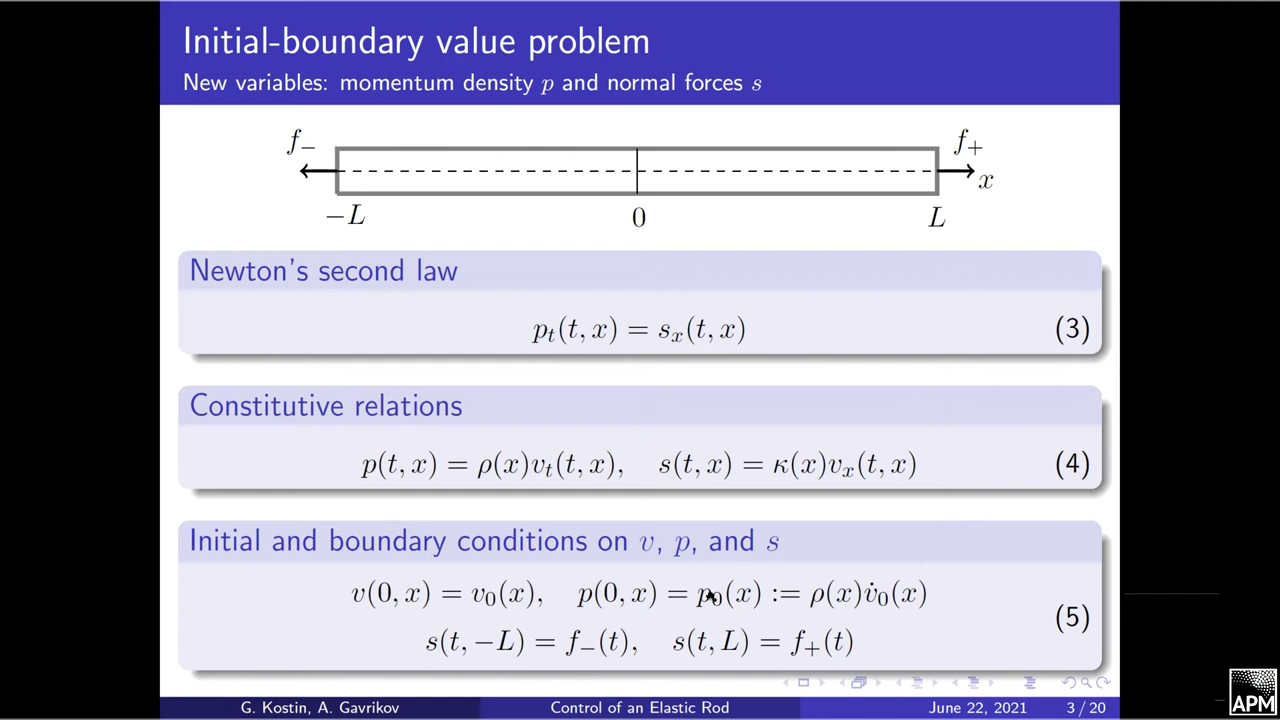 Initial-boundary value problem
New variables: momentum density p and normal forces s
f₋ f₊
x
−L 0 L
Newton's second law
pₜ(t, x) = sₓ(t, x) (3)
Constitutive relations
p(t, x) = ρ(x)vₜ(t, x), s(t, x) = κ(x)vₓ(t, x) (4)
Initial and boundary conditions on v, p, and s
v(0, x) = v₀(x), p(0, x) = p₀(x) := ρ(x)v̇₀(x)
(5)
s(t, −L) = f₋(t), s(t, L) = f₊(t)
G. Kostin, A. Gavrikov Control of an Elastic Rod June 22, 2021 3 / 20
APM